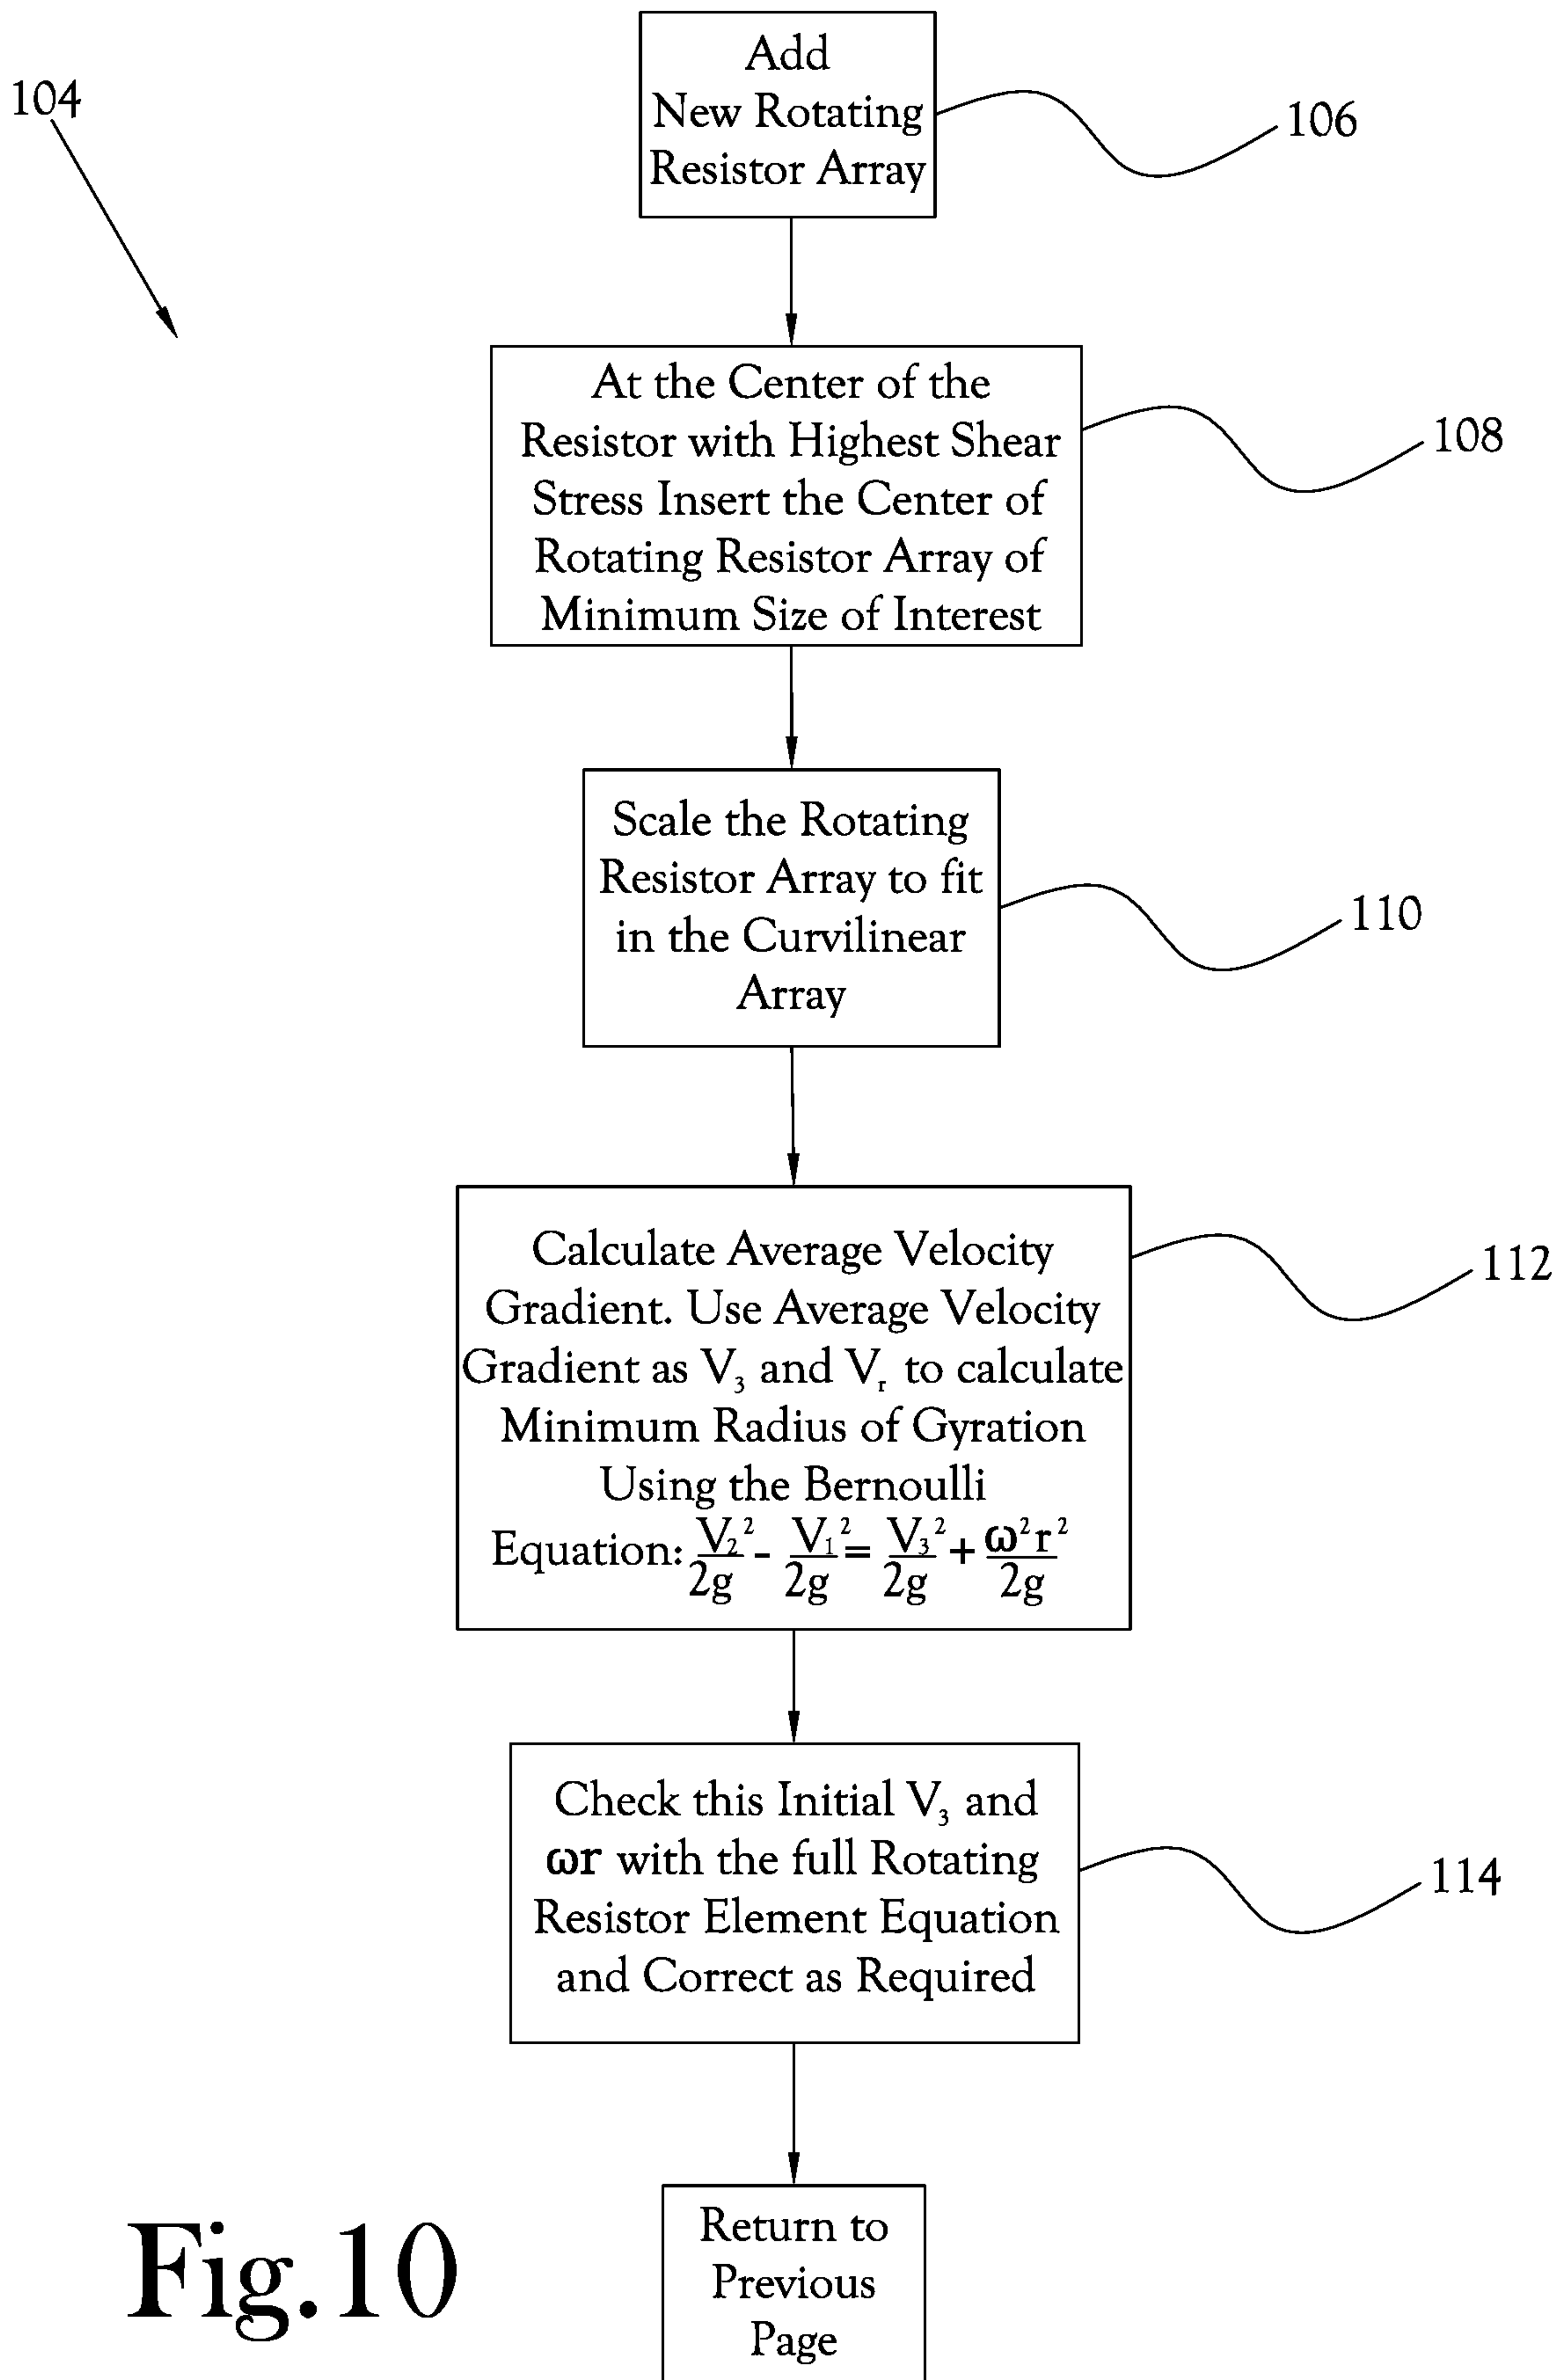 104
Add
New Rotating
Resistor Array
106
At the Center of the
Resistor with Highest Shear
Stress Insert the Center of
Rotating Resistor Array of
Minimum Size of Interest
108
Scale the Rotating
Resistor Array to fit
in the Curvilinear
Array
110
Calculate Average Velocity
Gradient. Use Average Velocity
Gradient as V₃ and Vᵣ to calculate
Minimum Radius of Gyration
Using the Bernoulli
Equation: V₂²/2g - V₁²/2g = V₃²/2g + ω²r²/2g
112
Check this Initial V₃ and
ωr with the full Rotating
Resistor Element Equation
and Correct as Required
114
Return to
Previous
Page
Fig.10